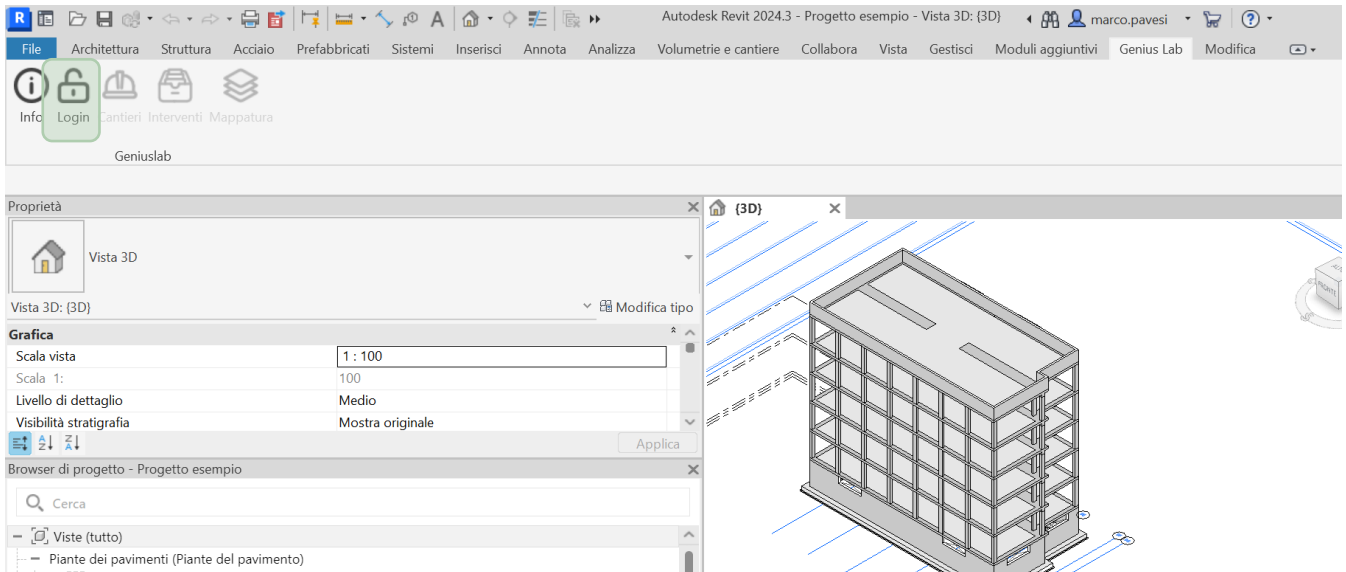 R
A
Autodesk Revit 2024.3 - Progetto esempio - Vista 3D: {3D}
marco.pavesi
?
File Architettura Struttura Acciaio Prefabbricati Sistemi Inserisci Annota Analizza Volumetrie e cantiere Collabora Vista Gestisci Moduli aggiuntivi Genius Lab Modifica
Info Login Cantieri Interventi Mappatura
Geniuslab
Proprietà
{3D}
Vista 3D
Vista 3D: {3D}
Modifica tipo
Grafica
Scala vista 1 : 100
Scala 1: 100
Livello di dettaglio Medio
Visibilità stratigrafia Mostra originale
Applica
Browser di progetto - Progetto esempio
Cerca
Viste (tutto)
Piante dei pavimenti (Piante del pavimento)
FRONTE